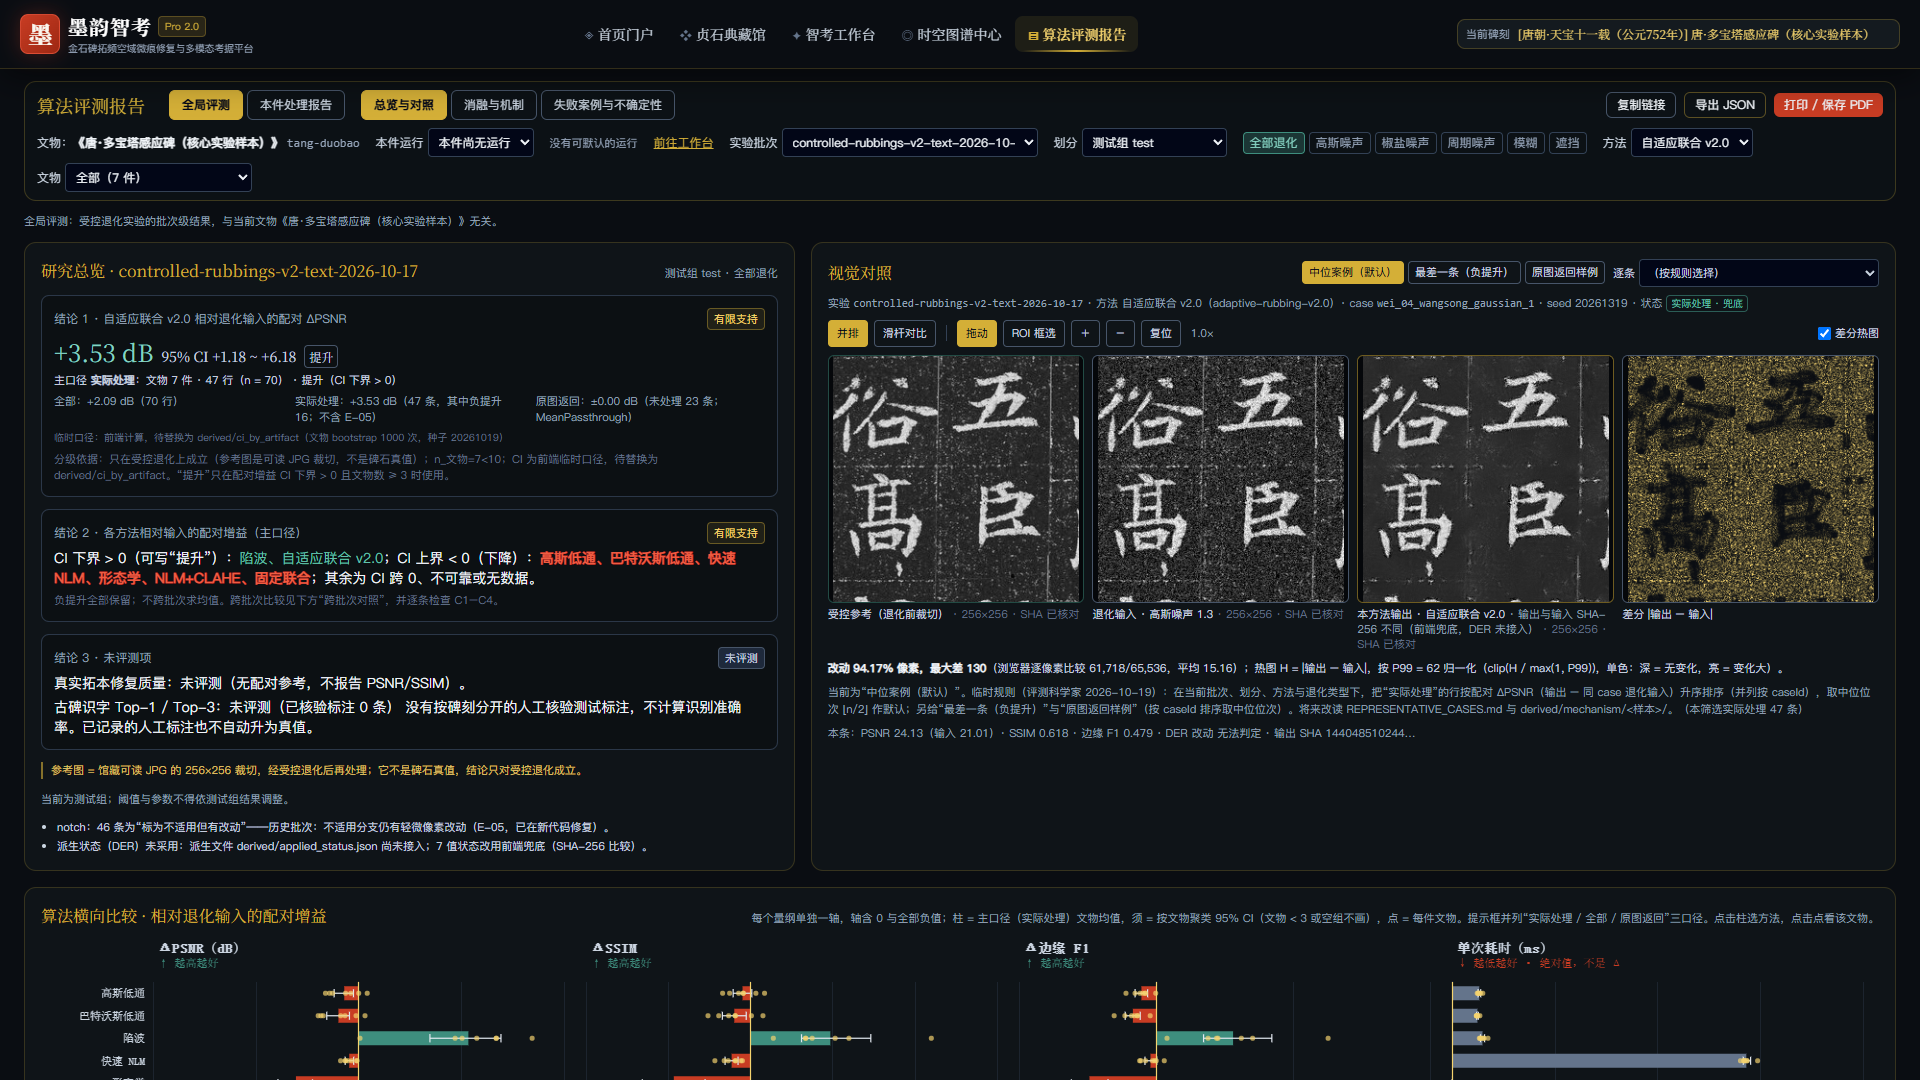 墨 墨韵智考 Pro 2.0
金石碑拓频空域微痕修复与多模态考据平台
首页门户 贞石典藏馆 智考工作台 时空图谱中心 算法评测报告
当前碑刻 [唐朝·天宝十一载（公元752年）] 唐·多宝塔感应碑（核心实验样本）
算法评测报告 全局评测 本件处理报告 总览与对照 消融与机制 失败案例与不确定性 复制链接 导出 JSON 打印 / 保存 PDF
文物： 《唐·多宝塔感应碑（核心实验样本）》 tang-duobao 本件运行 本件尚无运行 没有可默认的运行 前往工作台 实验批次 controlled-rubbings-v2-text-2026-10- 划分 测试组 test 全部退化 高斯噪声 椒盐噪声 周期噪声 模糊 遮挡 方法 自适应联合 v2.0
文物 全部（7 件）
全局评测：受控退化实验的批次级结果，与当前文物《唐·多宝塔感应碑（核心实验样本）》无关。
研究总览 · controlled-rubbings-v2-text-2026-10-17 测试组 test · 全部退化
结论 1 · 自适应联合 v2.0 相对退化输入的配对 ΔPSNR 有限支持
+3.53 dB 95% CI +1.18 ~ +6.18 提升
主口径 实际处理：文物 7 件 · 47 行（n = 70） · 提升（CI 下界 > 0）
全部：+2.09 dB（70 行） 实际处理：+3.53 dB（47 条，其中负提升 16；不含 E-05） 原图返回：±0.00 dB（未处理 23 条；MeanPassthrough）
临时口径：前端计算，待替换为 derived/ci_by_artifact（文物 bootstrap 1000 次，种子 20261019）
分级依据：只在受控退化上成立（参考图是可读 JPG 裁切，不是碑石真值）；n_文物=7<10；CI 为前端临时口径，待替换为
derived/ci_by_artifact。“提升”只在配对增益 CI 下界 > 0 且文物数 ≥ 3 时使用。
结论 2 · 各方法相对输入的配对增益（主口径） 有限支持
CI 下界 > 0（可写“提升”）：陷波、自适应联合 v2.0；CI 上界 < 0（下降）：高斯低通、巴特沃斯低通、快速
NLM、形态学、NLM+CLAHE、固定联合；其余为 CI 跨 0、不可靠或无数据。
负提升全部保留；不跨批次求均值。跨批次比较见下方“跨批次对照”，并逐条检查 C1—C4。
结论 3 · 未评测项 未评测
真实拓本修复质量：未评测（无配对参考，不报告 PSNR/SSIM）。
古碑识字 Top-1 / Top-3：未评测（已核验标注 0 条） 没有按碑刻分开的人工核验测试标注，不计算识别准确
率。已记录的人工标注也不自动升为真值。
参考图 = 馆藏可读 JPG 的 256×256 裁切，经受控退化后再处理；它不是碑石真值，结论只对受控退化成立。
当前为测试组；阈值与参数不得依测试组结果调整。
notch：46 条为“标为不适用但有改动”——历史批次：不适用分支仍有轻微像素改动（E-05，已在新代码修复）。
派生状态（DER）未采用：派生文件 derived/applied_status.json 尚未接入；7 值状态改用前端兜底（SHA-256 比较）。
视觉对照 中位案例（默认） 最差一条（负提升） 原图返回样例 逐条 （按规则选择）
实验 controlled-rubbings-v2-text-2026-10-17 · 方法 自适应联合 v2.0（adaptive-rubbing-v2.0） · case wei_04_wangsong_gaussian_1 · seed 20261319 · 状态 实际处理 · 兜底
并排 滑杆对比 拖动 ROI 框选 + − 复位 1.0× 差分热图
俗 五
高 臣
俗 五
高 臣
俗 五
高 臣
受控参考（退化前裁切） · 256×256 · SHA 已核对
退化输入 · 高斯噪声 1.3 · 256×256 · SHA 已核对
本方法输出 · 自适应联合 v2.0 · 输出与输入 SHA-
256 不同（前端兜底，DER 未接入） · 256×256 ·
SHA 已核对
差分 |输出 − 输入|
改动 94.17% 像素，最大差 130（浏览器逐像素比较 61,718/65,536，平均 15.16）；热图 H = |输出 − 输入|，按 P99 = 62 归一化（clip(H / max(1, P99))，单色：深 = 无变化，亮 = 变化大）。
当前为“中位案例（默认）”。临时规则（评测科学家 2026-10-19）：在当前批次、划分、方法与退化类型下，把“实际处理”的行按配对 ΔPSNR（输出 − 同 case 退化输入）升序排序（并列按 caseId），取中位位
次 ⌊n/2⌋ 作默认；另给“最差一条（负提升）”与“原图返回样例”（按 caseId 排序取中位位次）。将来改读 REPRESENTATIVE_CASES.md 与 derived/mechanism/<样本>/。（本筛选实际处理 47 条）
本条：PSNR 24.13（输入 21.01） · SSIM 0.618 · 边缘 F1 0.479 · DER 改动 无法判定 · 输出 SHA 144048510244…
算法横向比较 · 相对退化输入的配对增益 每个量纲单独一轴，轴含 0 与全部负值；柱 = 主口径（实际处理）文物均值，须 = 按文物聚类 95% CI（文物 < 3 或空组不画），点 = 每件文物。提示框并列“实际处理 / 全部 / 原图返回”三口径。点击柱选方法，点击点看该文物。
ΔPSNR（dB） ΔSSIM Δ边缘 F1 单次耗时（ms）
↑ 越高越好 ↑ 越高越好 ↑ 越高越好 ↓ 越低越好 · 绝对值，不是 Δ
高斯低通
巴特沃斯低通
陷波
快速 NLM